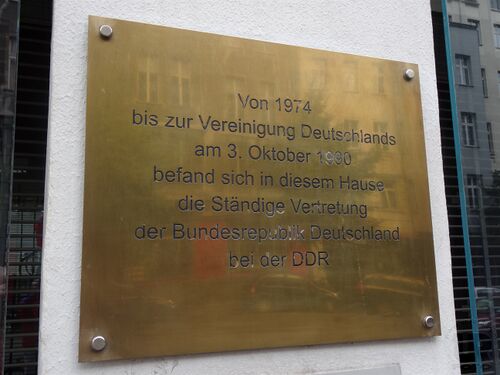 Von 1974
bis zur Vereinigung Deutschlands
am 3. Oktober 1990
befand sich in diesem Hause
die Ständige Vertretung
der Bundesrepublik Deutschland
bei der DDR